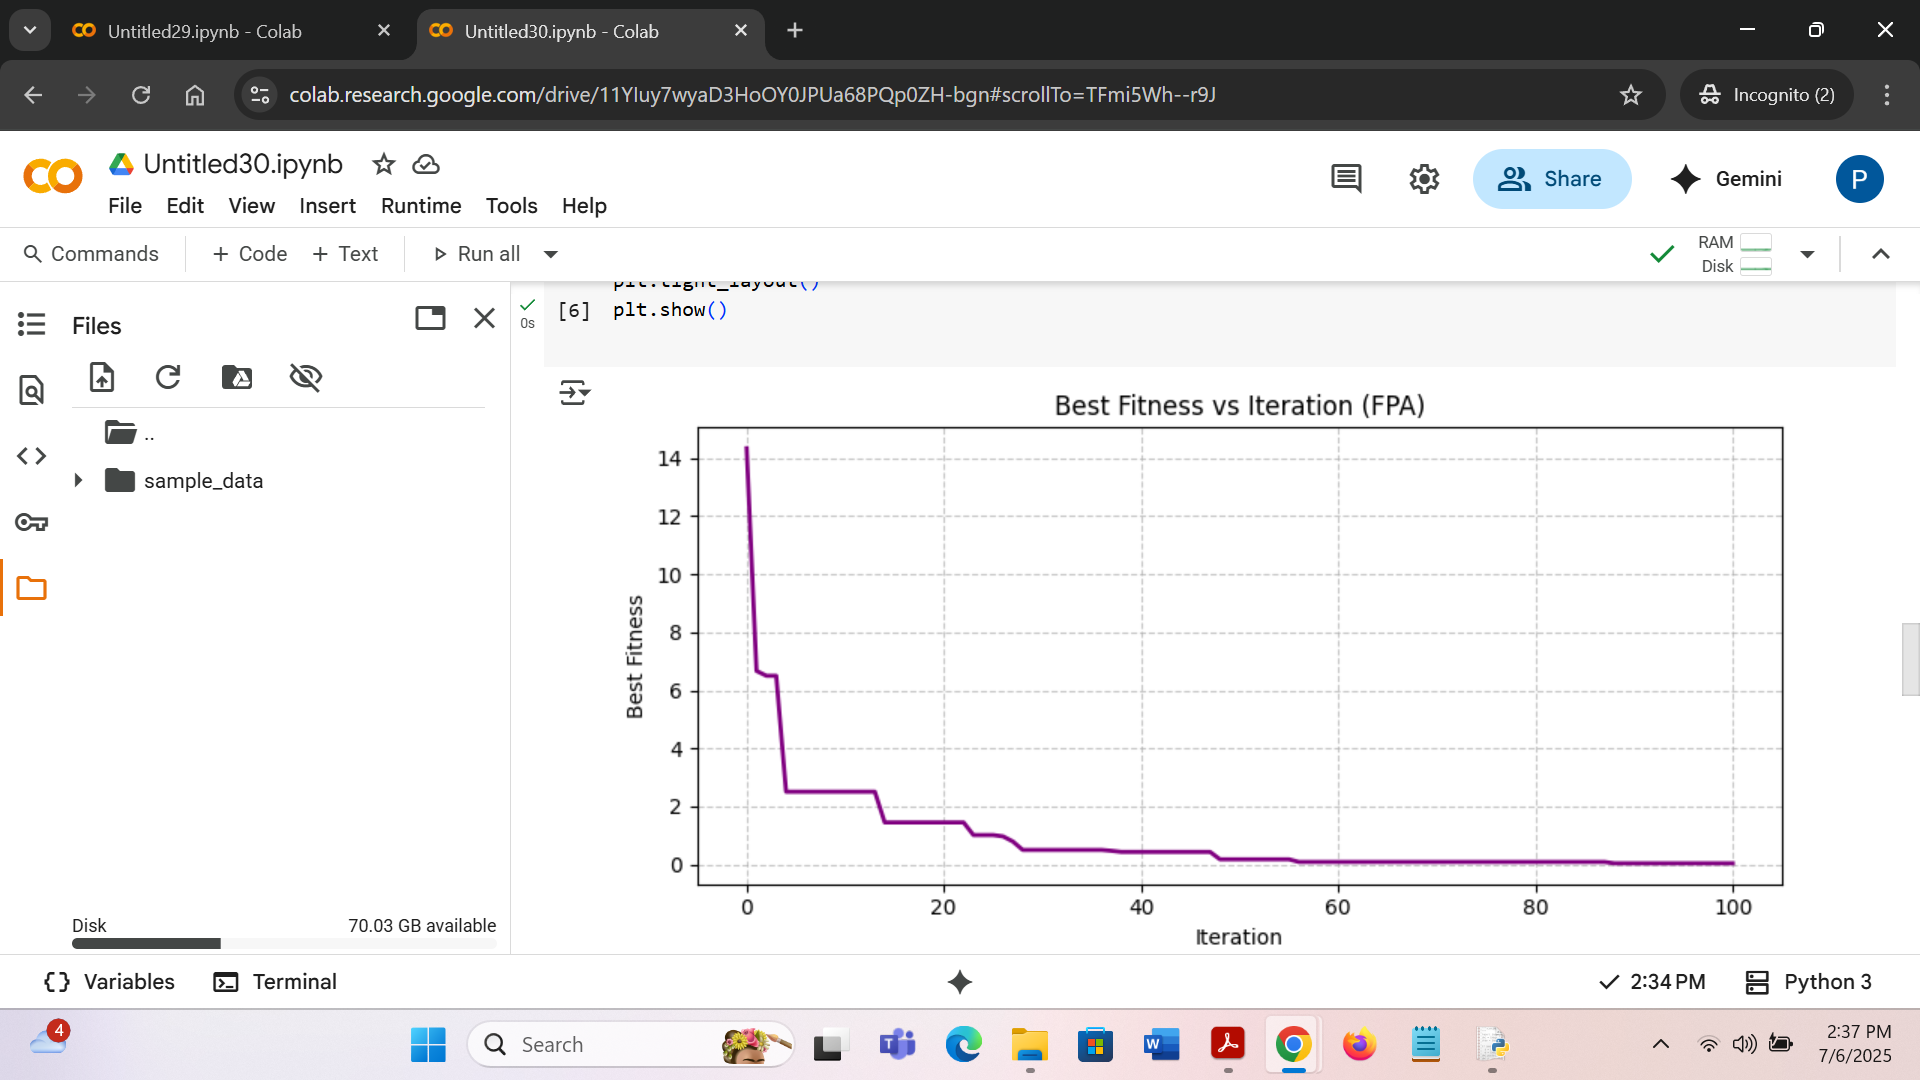 Untitled29.ipynb - Colab
Untitled30.ipynb - Colab
colab.research.google.com/drive/11YIuy7wyaD3HoOY0JPUa68PQp0ZH-bgn#scrollTo=TFmi5Wh--r9J
Incognito (2)
Untitled30.ipynb
File Edit View Insert Runtime Tools Help
Share
Gemini
P
Commands
+ Code + Text
Run all
RAM
Disk
Files
..
sample_data
Disk 70.03 GB available
plt.tight_layout()
[6] plt.show()
0s
Best Fitness vs Iteration (FPA)
14
12
10
8
6
4
2
0
Best Fitness
0 20 40 60 80 100
Iteration
{} Variables
Terminal
2:34 PM
Python 3
4
Search
2:37 PM
7/6/2025